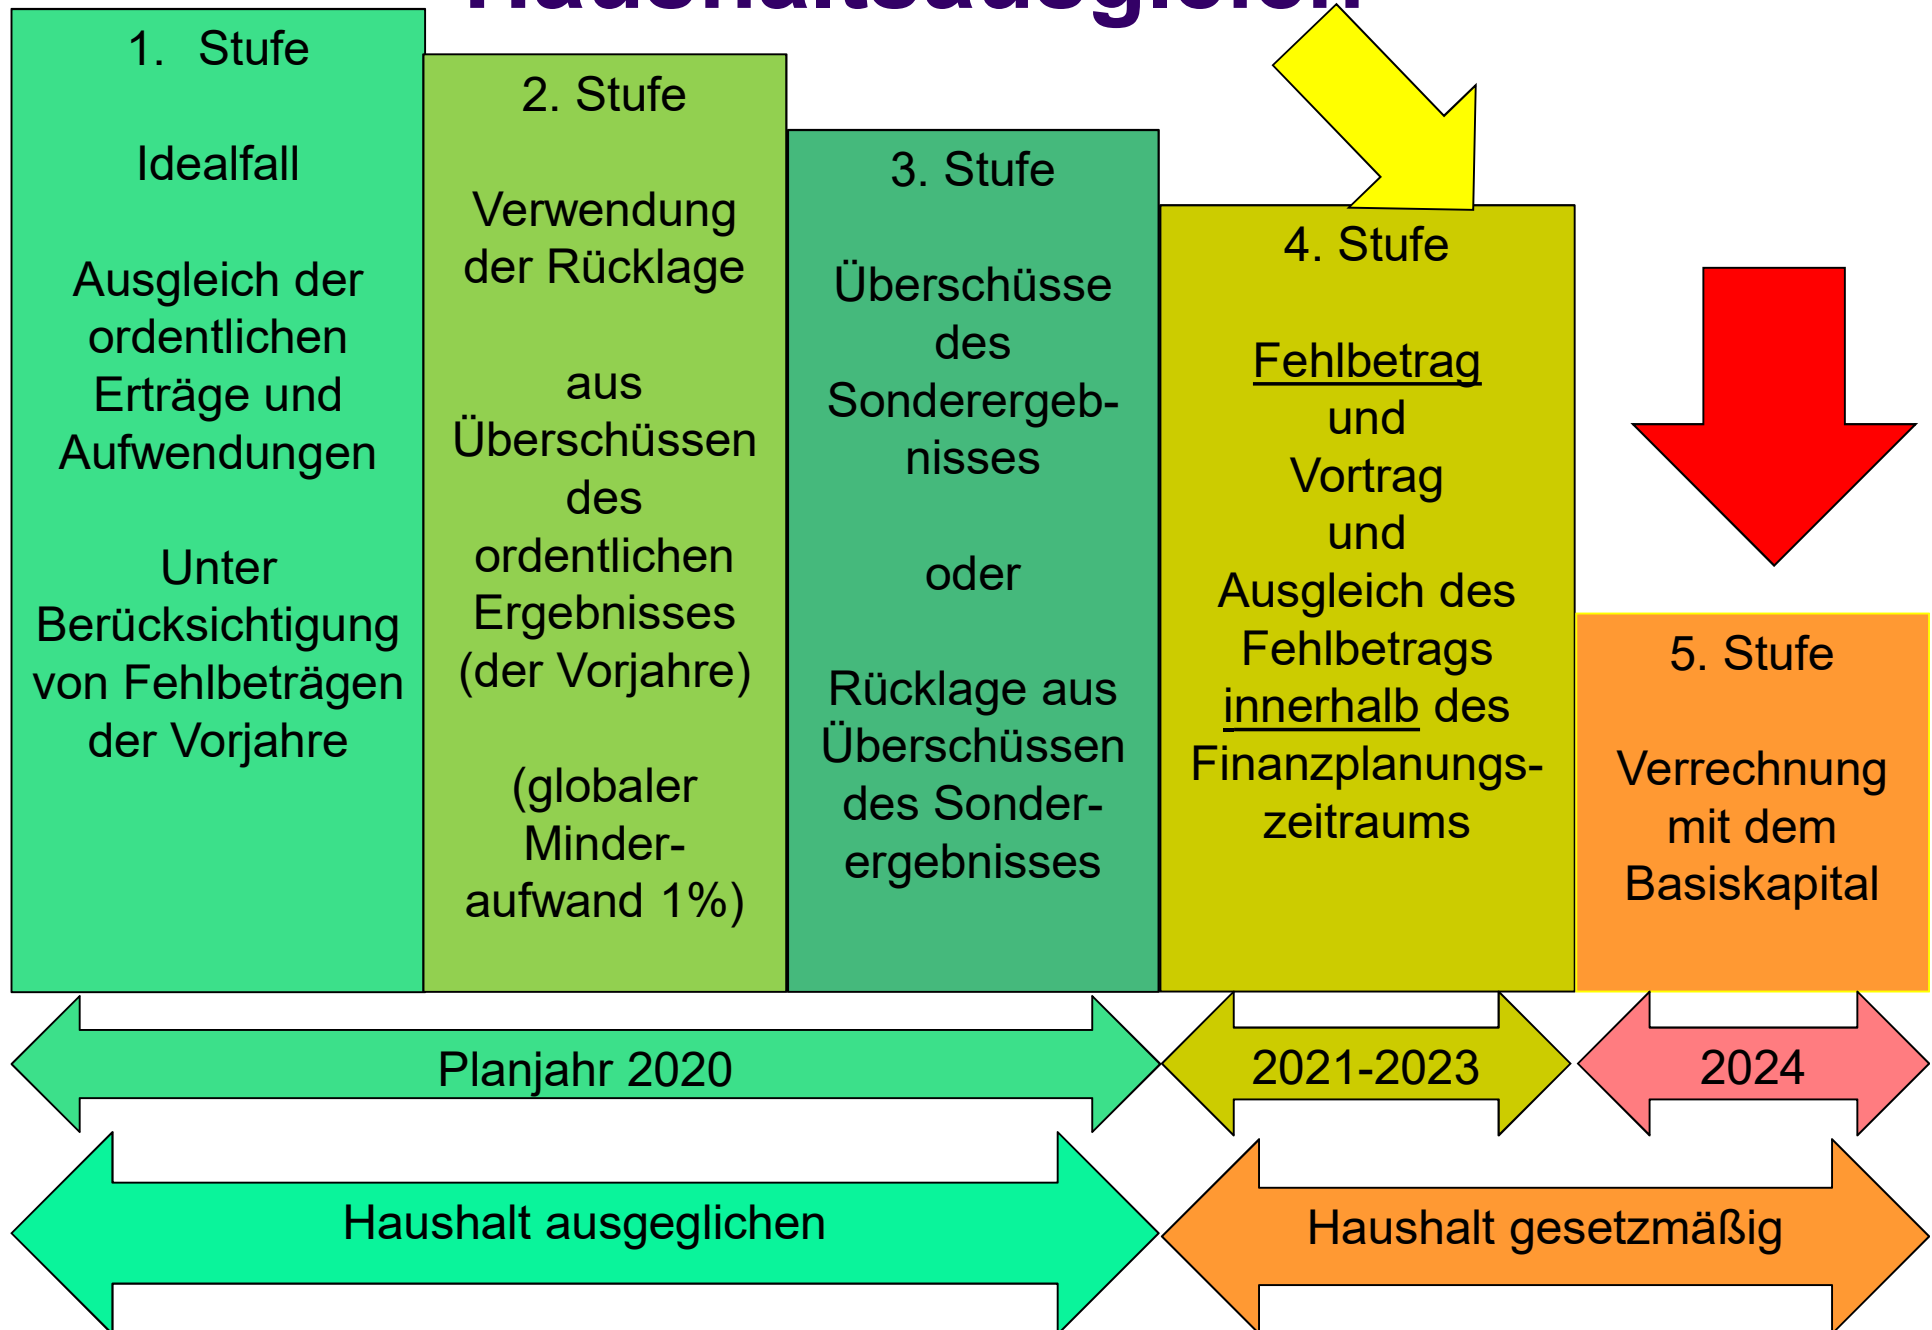 Haushaltsausgleich
1. Stufe
Idealfall
Ausgleich der
ordentlichen
Erträge und
Aufwendungen
Unter
Berücksichtigung
von Fehlbeträgen
der Vorjahre
2. Stufe
Verwendung
der Rücklage
aus
Überschüssen
des
ordentlichen
Ergebnisses
(der Vorjahre)
(globaler
Minder-
aufwand 1%)
3. Stufe
Überschüsse
des
Sonderergeb-
nisses
oder
Rücklage aus
Überschüssen
des Sonder-
ergebnisses
4. Stufe
Fehlbetrag
und
Vortrag
und
Ausgleich des
Fehlbetrags
innerhalb des
Finanzplanungs-
zeitraums
5. Stufe
Verrechnung
mit dem
Basiskapital
Planjahr 2020
2021-2023
2024
Haushalt ausgeglichen
Haushalt gesetzmäßig